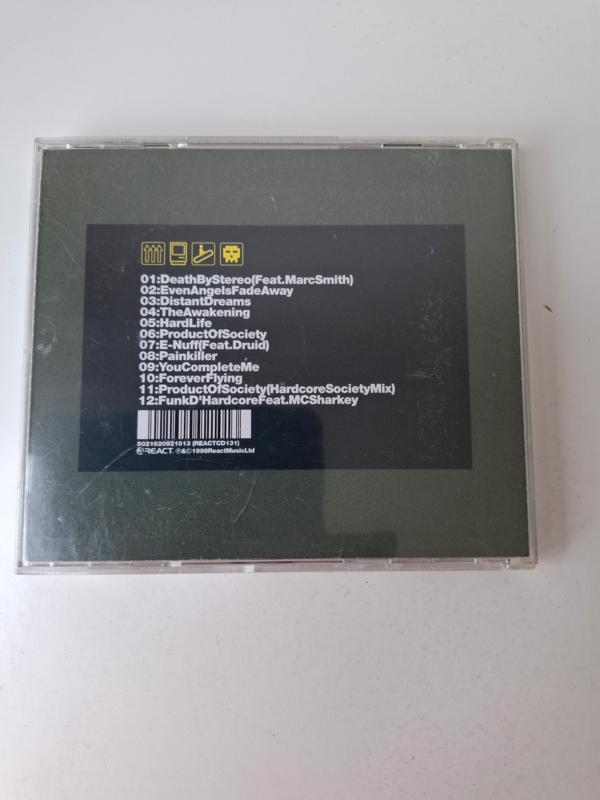 01:DeathByStereo(Feat.MarcSmith)
02:EvenAngelsFadeAway
03:DistantDreams
04:TheAwakening
05:HardLife
06:ProductOfSociety
07:E-Nuff(Feat.Druid)
08:Painkiller
09:YouCompleteMe
10:ForeverFlying
11:ProductOfSociety(HardcoreSocietyMix)
12:FunkD'HardcoreFeat.MCSharkey
5021620921013 (REACTCD131)
REACT. ℗&©1998ReactMusicLtd